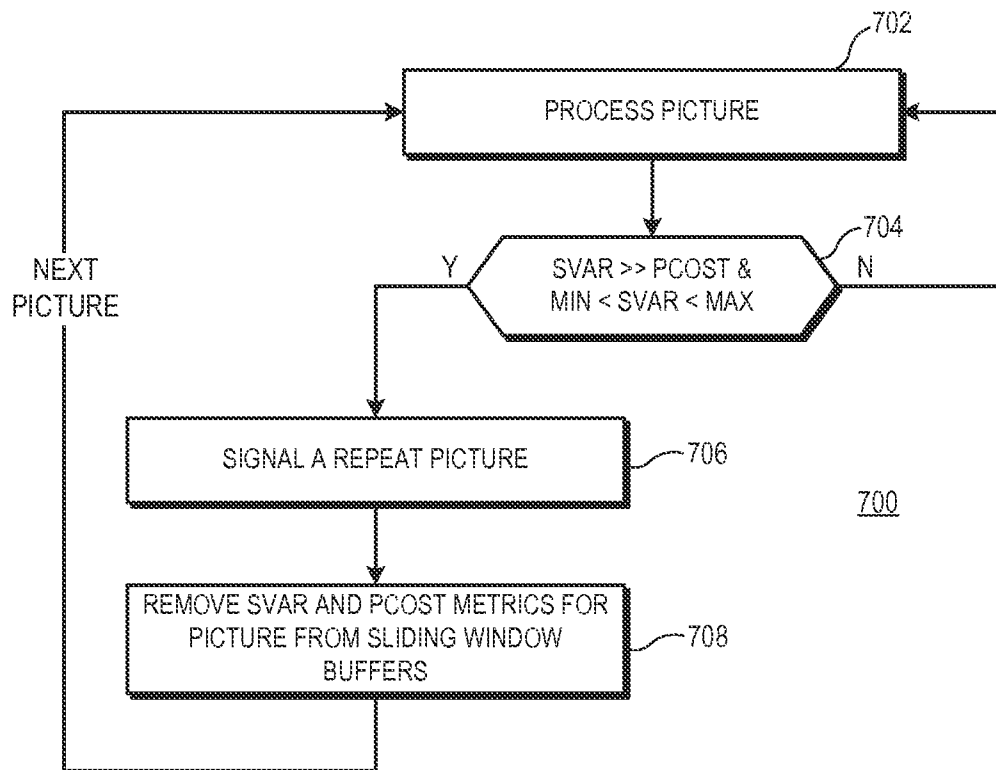 702
PROCESS PICTURE
704
Y
SVAR >> PCOST &
MIN < SVAR < MAX
N
NEXT
PICTURE
SIGNAL A REPEAT PICTURE
706
700
REMOVE SVAR AND PCOST METRICS FOR
PICTURE FROM SLIDING WINDOW
BUFFERS
708